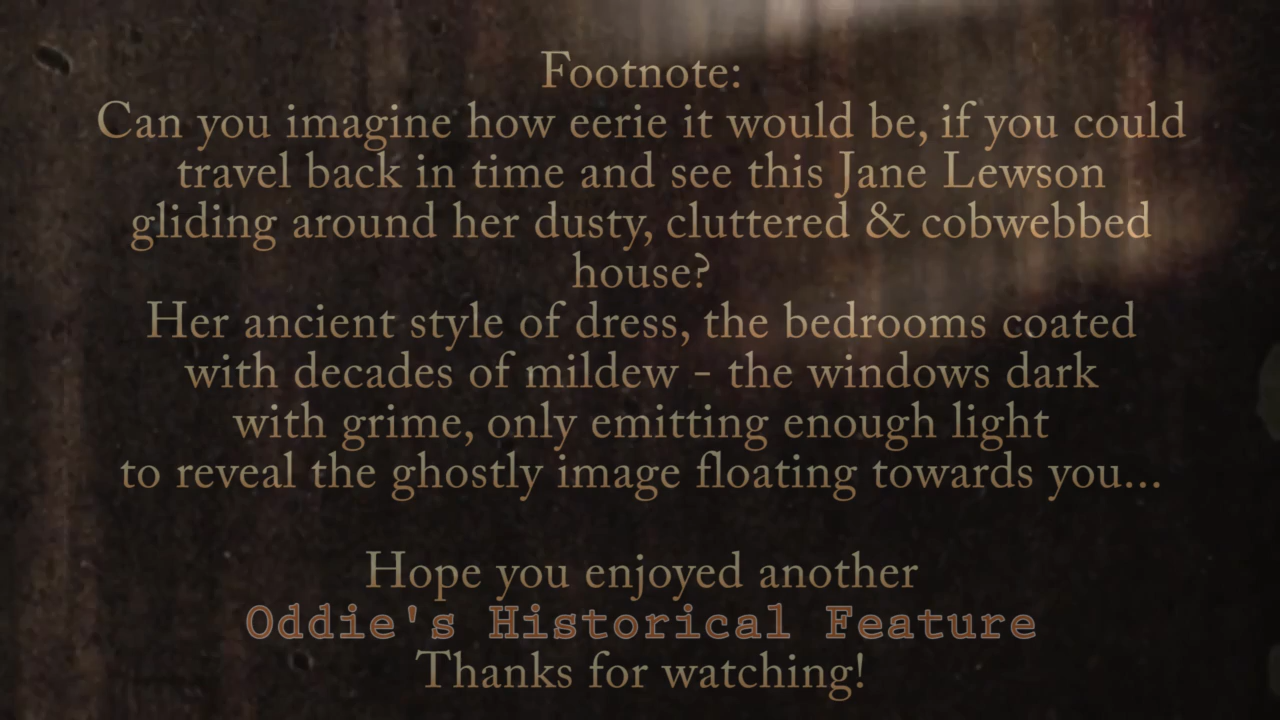 Footnote:
Can you imagine how eerie it would be, if you could
travel back in time and see this Jane Lewson
gliding around her dusty, cluttered & cobwebbed
house?
Her ancient style of dress, the bedrooms coated
with decades of mildew - the windows dark
with grime, only emitting enough light
to reveal the ghostly image floating towards you...
Hope you enjoyed another
Oddie's Historical Feature
Thanks for watching!